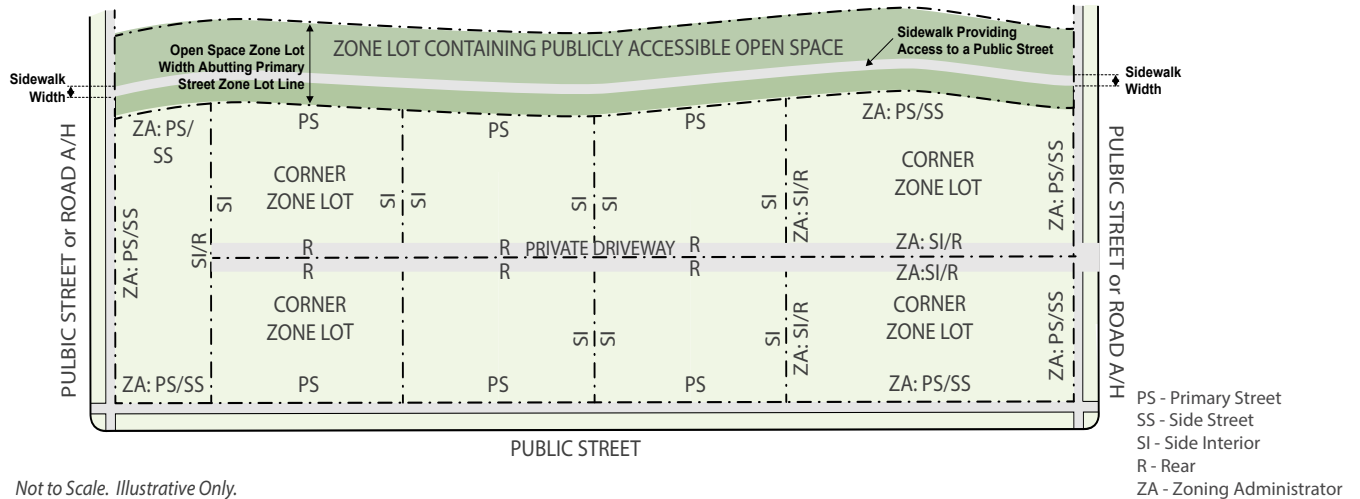 ZONE LOT CONTAINING PUBLICLY ACCESSIBLE OPEN SPACE
Open Space Zone Lot
Width Abutting Primary
Street Zone Lot Line
Sidewalk Providing
Access to a Public Street
Sidewalk
Width
Sidewalk
Width
ZA: PS/
SS
PS
PS
PS
ZA: PS/SS
PULBIC STREET or ROAD A/H
ZA: PS/SS
SI/R
SI
CORNER
ZONE LOT
SI
SI
SI
SI
SI
ZA: SI/R
CORNER
ZONE LOT
ZA: PS/SS
PULBIC STREET or ROAD A/H
R
R
PRIVATE DRIVEWAY
R
ZA: SI/R
R
R
R
ZA:SI/R
CORNER
ZONE LOT
SI
SI
SI
ZA: SI/R
CORNER
ZONE LOT
ZA: PS/SS
ZA: PS/SS
PS
PS
PS
ZA: PS/SS
PUBLIC STREET
PS - Primary Street
SS - Side Street
SI - Side Interior
R - Rear
ZA - Zoning Administrator
Not to Scale. Illustrative Only.